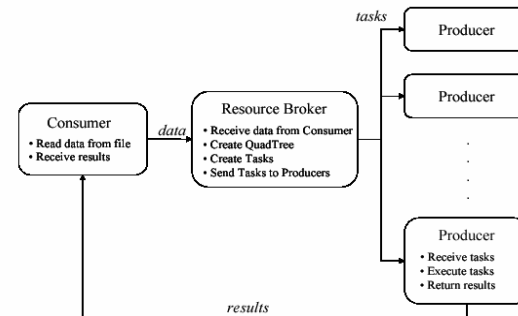 tasks
Producer
Producer
Consumer
• Read data from file
• Receive results
data
Resource Broker
• Receive data from Consumer
• Create QuadTree
• Create Tasks
• Send Tasks to Producers
Producer
• Receive tasks
• Execute tasks
• Return results
results